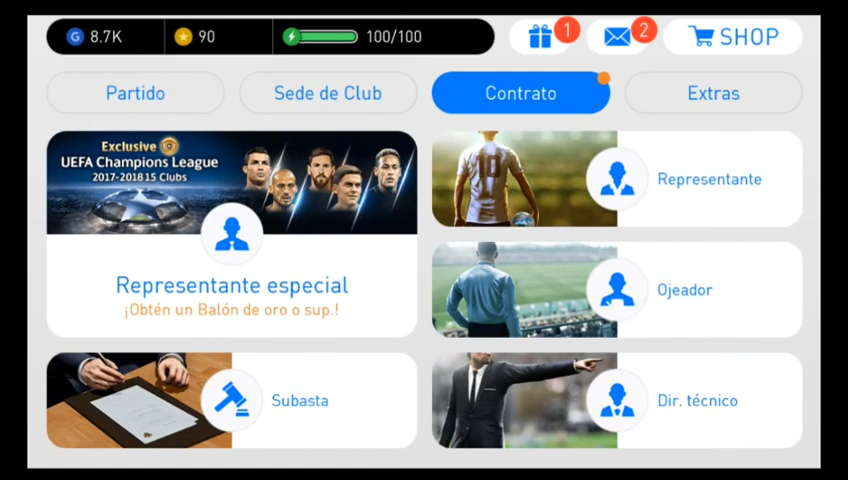 G 8.7K
90
100/100
1
2
SHOP
Partido
Sede de Club
Contrato
Extras
Exclusive
UEFA Champions League
2017-2018 15 Clubs
Representante especial
¡Obtén un Balón de oro o sup.!
Representante
10
Ojeador
Subasta
Dir. técnico